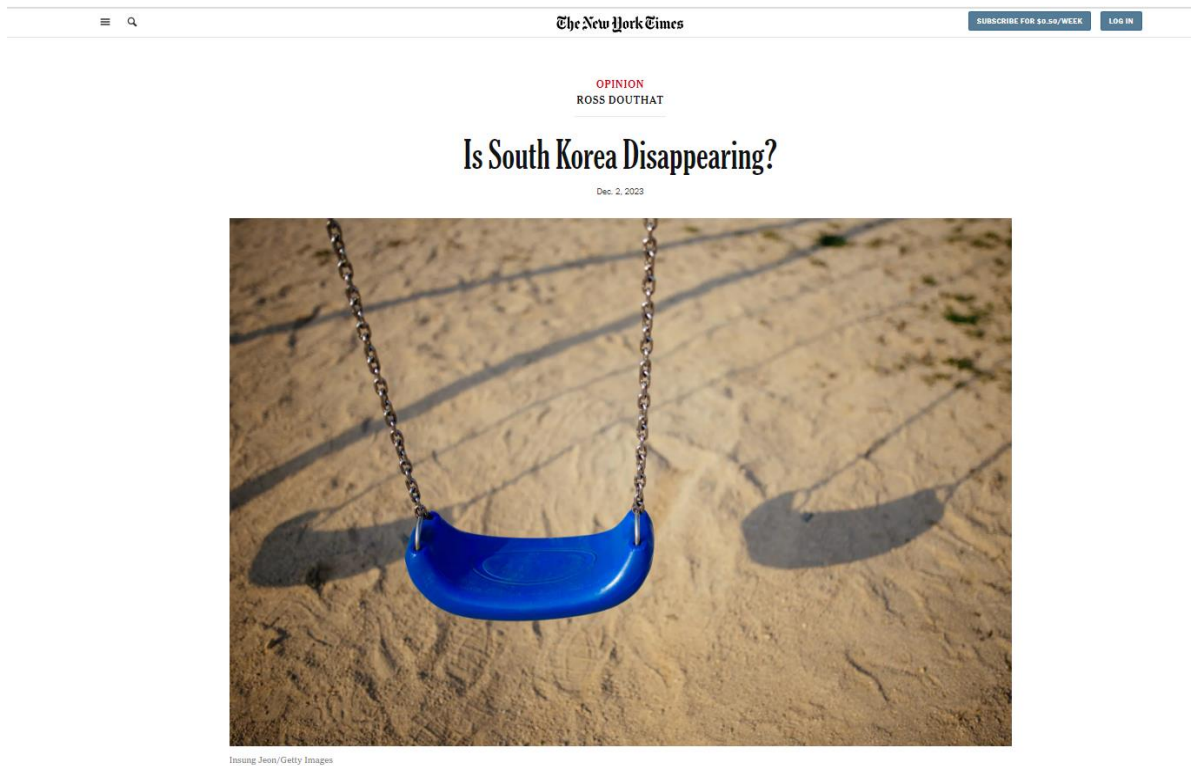 The New York Times
SUBSCRIBE FOR $0.50/WEEK
LOG IN
OPINION
ROSS DOUTHAT
Is South Korea Disappearing?
Dec. 2, 2023
Insung Jeon/Getty Images